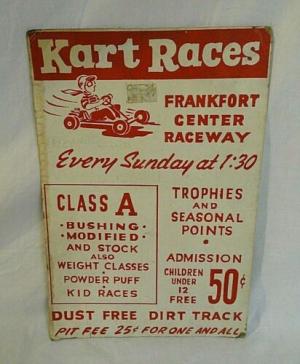 Kart Races
FRANKFORT
CENTER
RACEWAY
Every Sunday at 1:30
CLASS A
• BUSHING •
• MODIFIED •
AND STOCK
ALSO
WEIGHT CLASSES
•
POWDER PUFF
•
KID RACES
TROPHIES
AND
SEASONAL
POINTS
•
ADMISSION
CHILDREN
UNDER
12
FREE
50¢
DUST FREE DIRT TRACK
PIT FEE 25¢ FOR ONE AND ALL